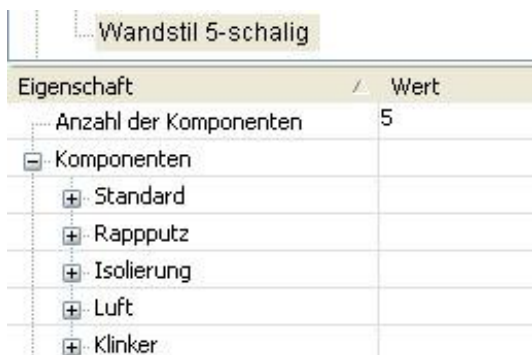 Wandstil 5-schalig
Eigenschaft Wert
Anzahl der Komponenten 5
Komponenten
Standard
Rappputz
Isolierung
Luft
Klinker